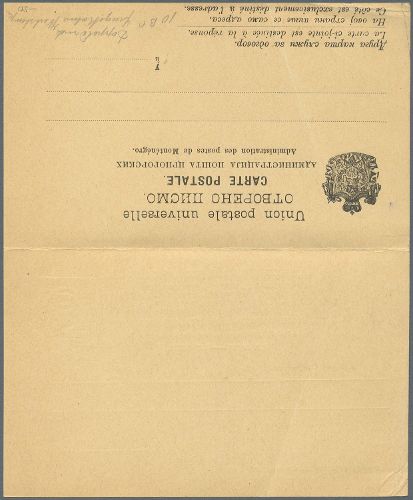 Union postale universelle
ОТВОРЕНО ПИСМО.
CARTE POSTALE.
АДМИНИСТРАЦИЈА ПОШТА ЦРНОГОРСКИХ
Administration des postes de Monténégro.
У
à
Друга карта служи за одговор.
La carte ci-jointe est destinée à la réponse.
На овој страни пише се само адреса.
Ce côté est exclusivement destiné à l'adresse.
10 B